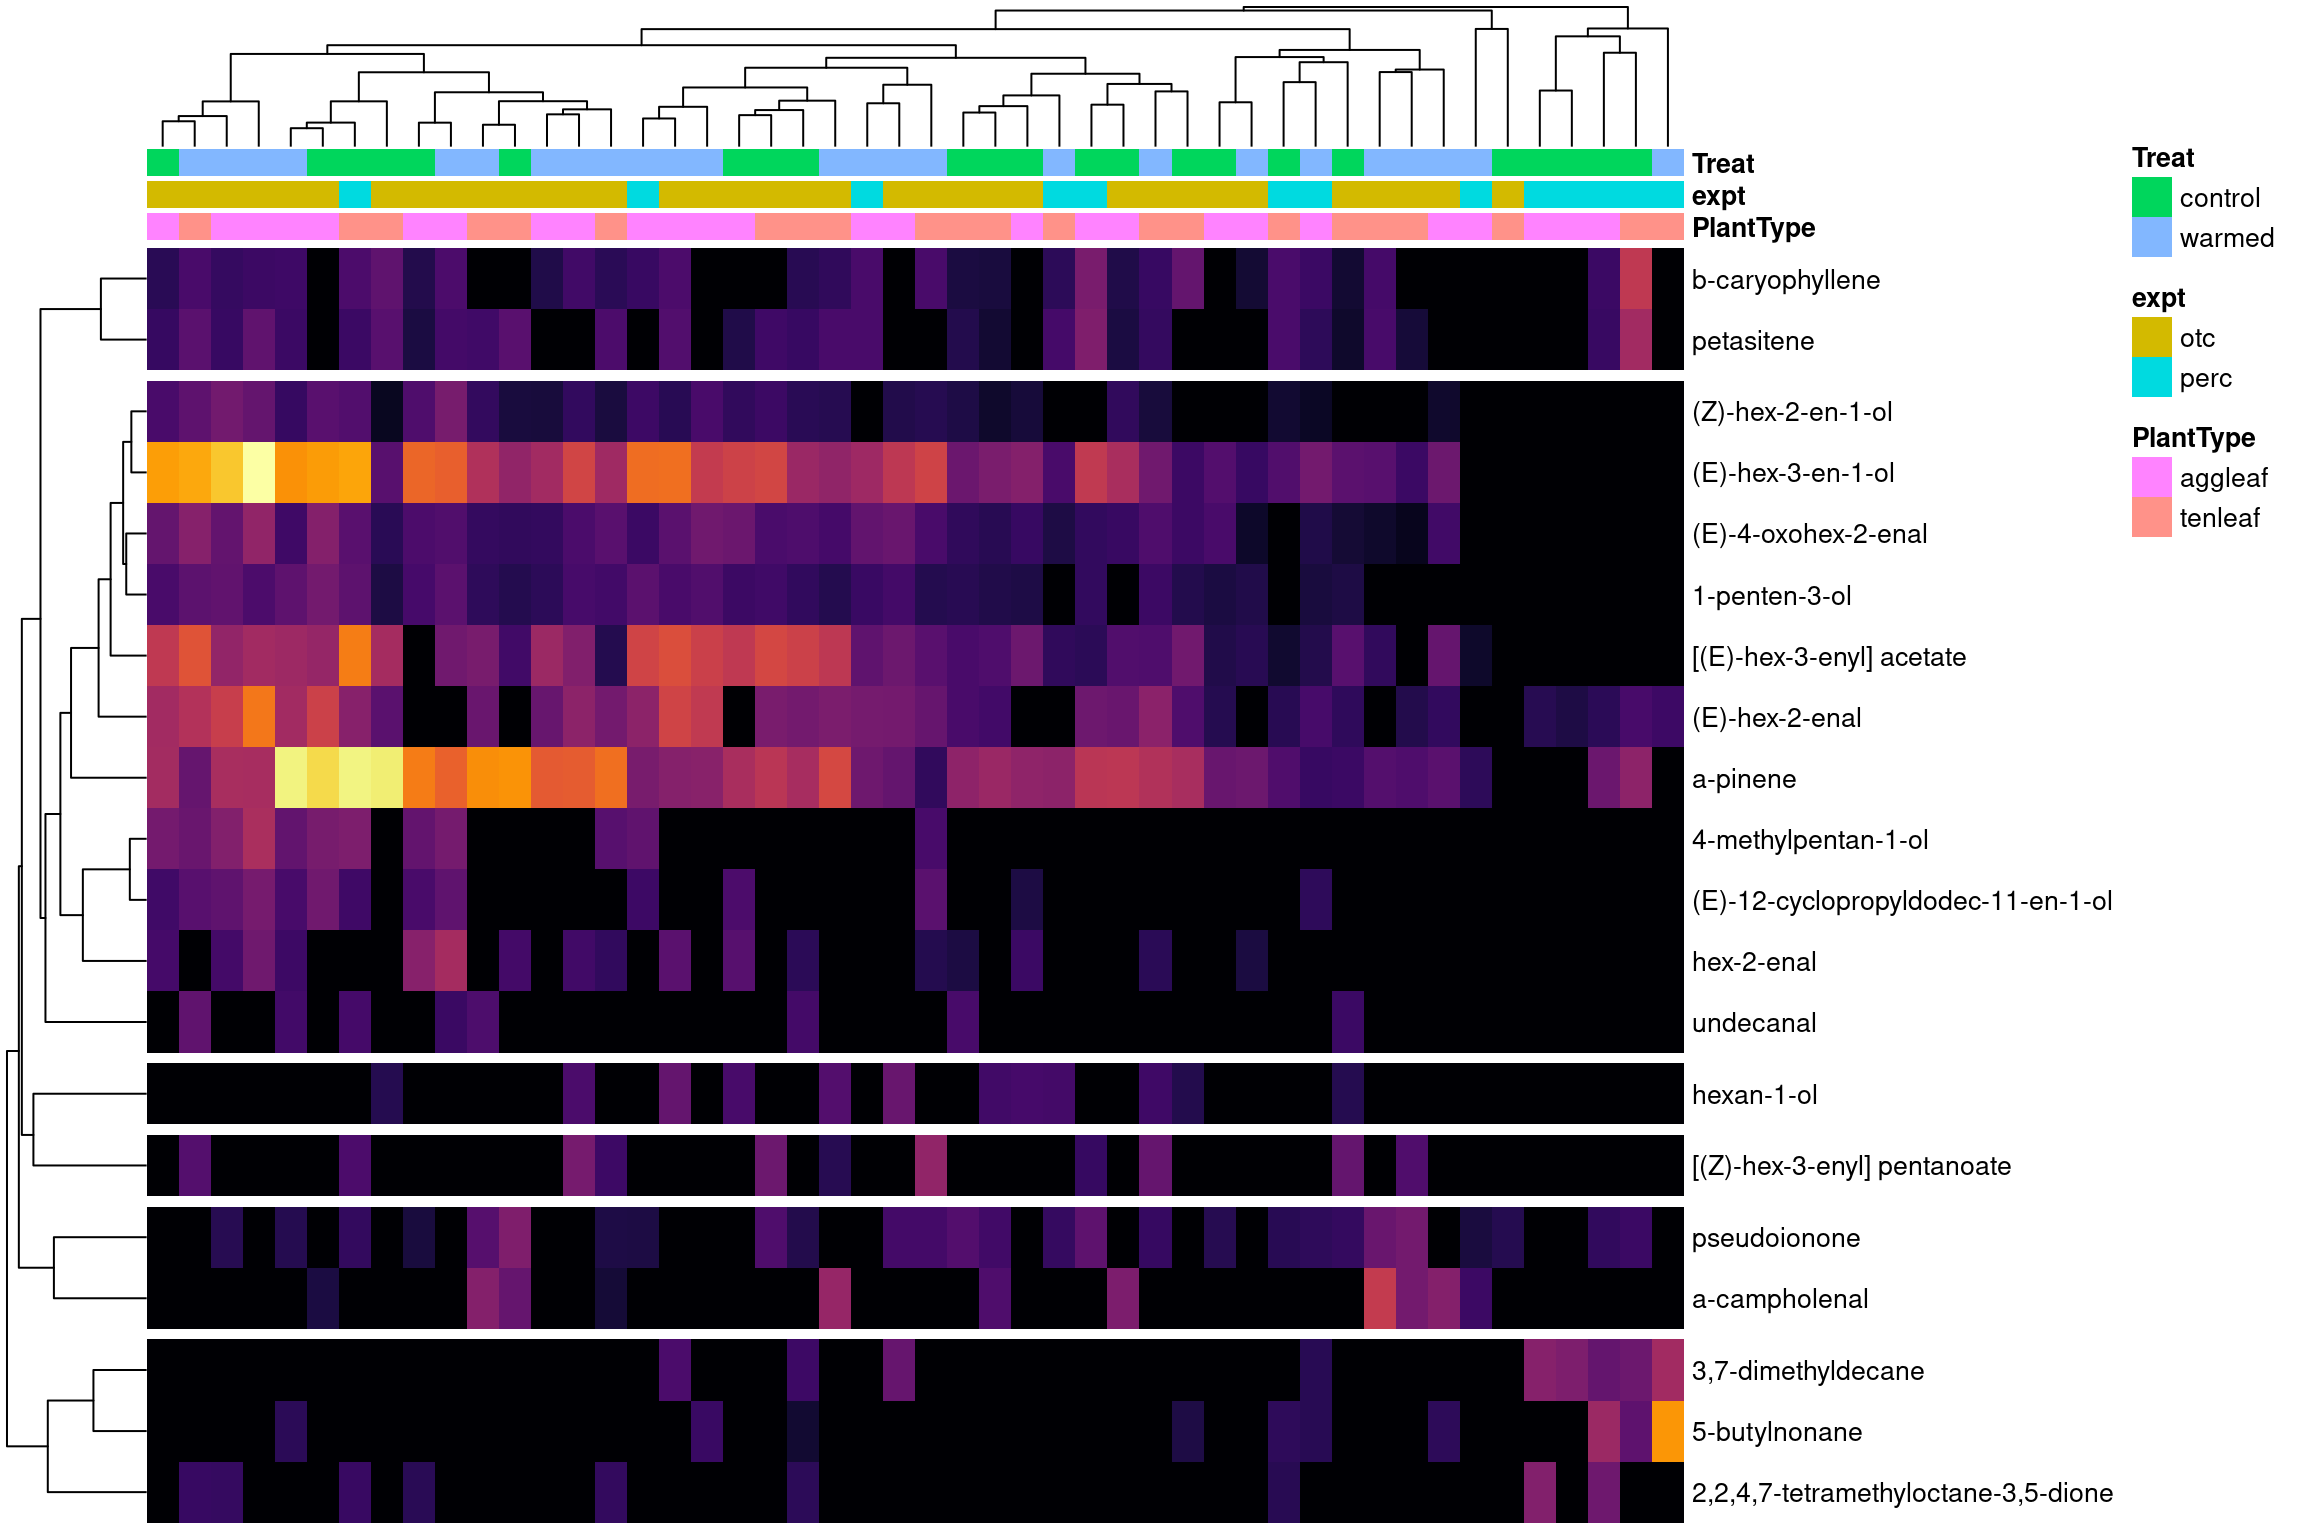 Treat
expt
PlantType
b-caryophyllene
petasitene
(Z)-hex-2-en-1-ol
(E)-hex-3-en-1-ol
(E)-4-oxohex-2-enal
1-penten-3-ol
[(E)-hex-3-enyl] acetate
(E)-hex-2-enal
a-pinene
4-methylpentan-1-ol
(E)-12-cyclopropyldodec-11-en-1-ol
hex-2-enal
undecanal
hexan-1-ol
[(Z)-hex-3-enyl] pentanoate
pseudoionone
a-campholenal
3,7-dimethyldecane
5-butylnonane
2,2,4,7-tetramethyloctane-3,5-dione
Treat
control
warmed
expt
otc
perc
PlantType
aggleaf
tenleaf